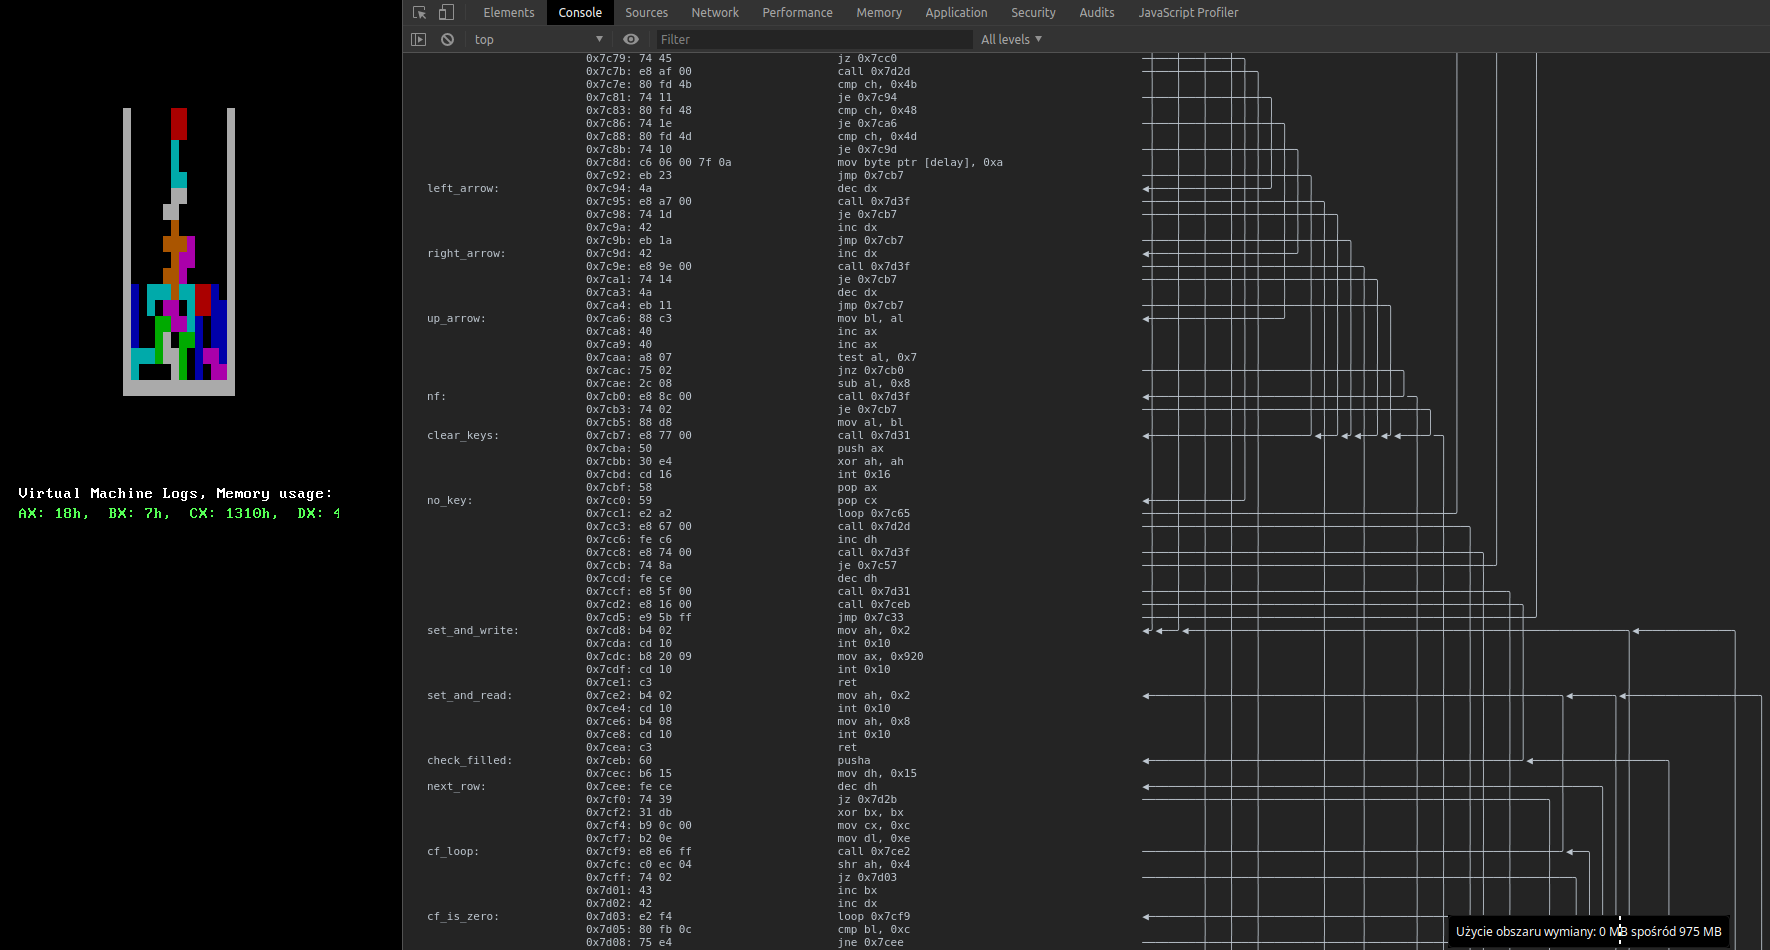 Elements Console Sources Network Performance Memory Application Security Audits JavaScript Profiler
top Filter All levels
0x7c79: 74 45 jz 0x7cc0
0x7c7b: e8 af 00 call 0x7d2d
0x7c7e: 80 fd 4b cmp ch, 0x4b
0x7c81: 74 11 je 0x7c94
0x7c83: 80 fd 48 cmp ch, 0x48
0x7c86: 74 1e je 0x7ca6
0x7c88: 80 fd 4d cmp ch, 0x4d
0x7c8b: 74 10 je 0x7c9d
0x7c8d: c6 06 00 7f 0a mov byte ptr [delay], 0xa
0x7c92: eb 23 jmp 0x7cb7
left_arrow: 0x7c94: 4a dec dx
0x7c95: e8 a7 00 call 0x7d3f
0x7c98: 74 1d je 0x7cb7
0x7c9a: 42 inc dx
0x7c9b: eb 1a jmp 0x7cb7
right_arrow: 0x7c9d: 42 inc dx
0x7c9e: e8 9e 00 call 0x7d3f
0x7ca1: 74 14 je 0x7cb7
0x7ca3: 4a dec dx
0x7ca4: eb 11 jmp 0x7cb7
up_arrow: 0x7ca6: 88 c3 mov bl, al
0x7ca8: 40 inc ax
0x7ca9: 40 inc ax
0x7caa: a8 07 test al, 0x7
0x7cac: 75 02 jnz 0x7cb0
0x7cae: 2c 08 sub al, 0x8
nf: 0x7cb0: e8 8c 00 call 0x7d3f
0x7cb3: 74 02 je 0x7cb7
0x7cb5: 88 d8 mov al, bl
clear_keys: 0x7cb7: e8 77 00 call 0x7d31
0x7cba: 50 push ax
0x7cbb: 30 e4 xor ah, ah
0x7cbd: cd 16 int 0x16
0x7cbf: 58 pop ax
no_key: 0x7cc0: 59 pop cx
0x7cc1: e2 a2 loop 0x7c65
0x7cc3: e8 67 00 call 0x7d2d
0x7cc6: fe c6 inc dh
0x7cc8: e8 74 00 call 0x7d3f
0x7ccb: 74 8a je 0x7c57
0x7ccd: fe ce dec dh
0x7ccf: e8 5f 00 call 0x7d31
0x7cd2: e8 16 00 call 0x7ceb
0x7cd5: e9 5b ff jmp 0x7c33
set_and_write: 0x7cd8: b4 02 mov ah, 0x2
0x7cda: cd 10 int 0x10
0x7cdc: b8 20 09 mov ax, 0x920
0x7cdf: cd 10 int 0x10
0x7ce1: c3 ret
set_and_read: 0x7ce2: b4 02 mov ah, 0x2
0x7ce4: cd 10 int 0x10
0x7ce6: b4 08 mov ah, 0x8
0x7ce8: cd 10 int 0x10
0x7cea: c3 ret
check_filled: 0x7ceb: 60 pusha
0x7cec: b6 15 mov dh, 0x15
next_row: 0x7cee: fe ce dec dh
0x7cf0: 74 39 jz 0x7d2b
0x7cf2: 31 db xor bx, bx
0x7cf4: b9 0c 00 mov cx, 0xc
0x7cf7: b2 0e mov dl, 0xe
cf_loop: 0x7cf9: e8 e6 ff call 0x7ce2
0x7cfc: c0 ec 04 shr ah, 0x4
0x7cff: 74 02 jz 0x7d03
0x7d01: 43 inc bx
0x7d02: 42 inc dx
cf_is_zero: 0x7d03: e2 f4 loop 0x7cf9
0x7d05: 80 fb 0c cmp bl, 0xc
0x7d08: 75 e4 jne 0x7cee
Virtual Machine Logs, Memory usage:
AX: 18h, BX: 7h, CX: 1310h, DX: 4
Użycie obszaru wymiany: 0 MB spośród 975 MB